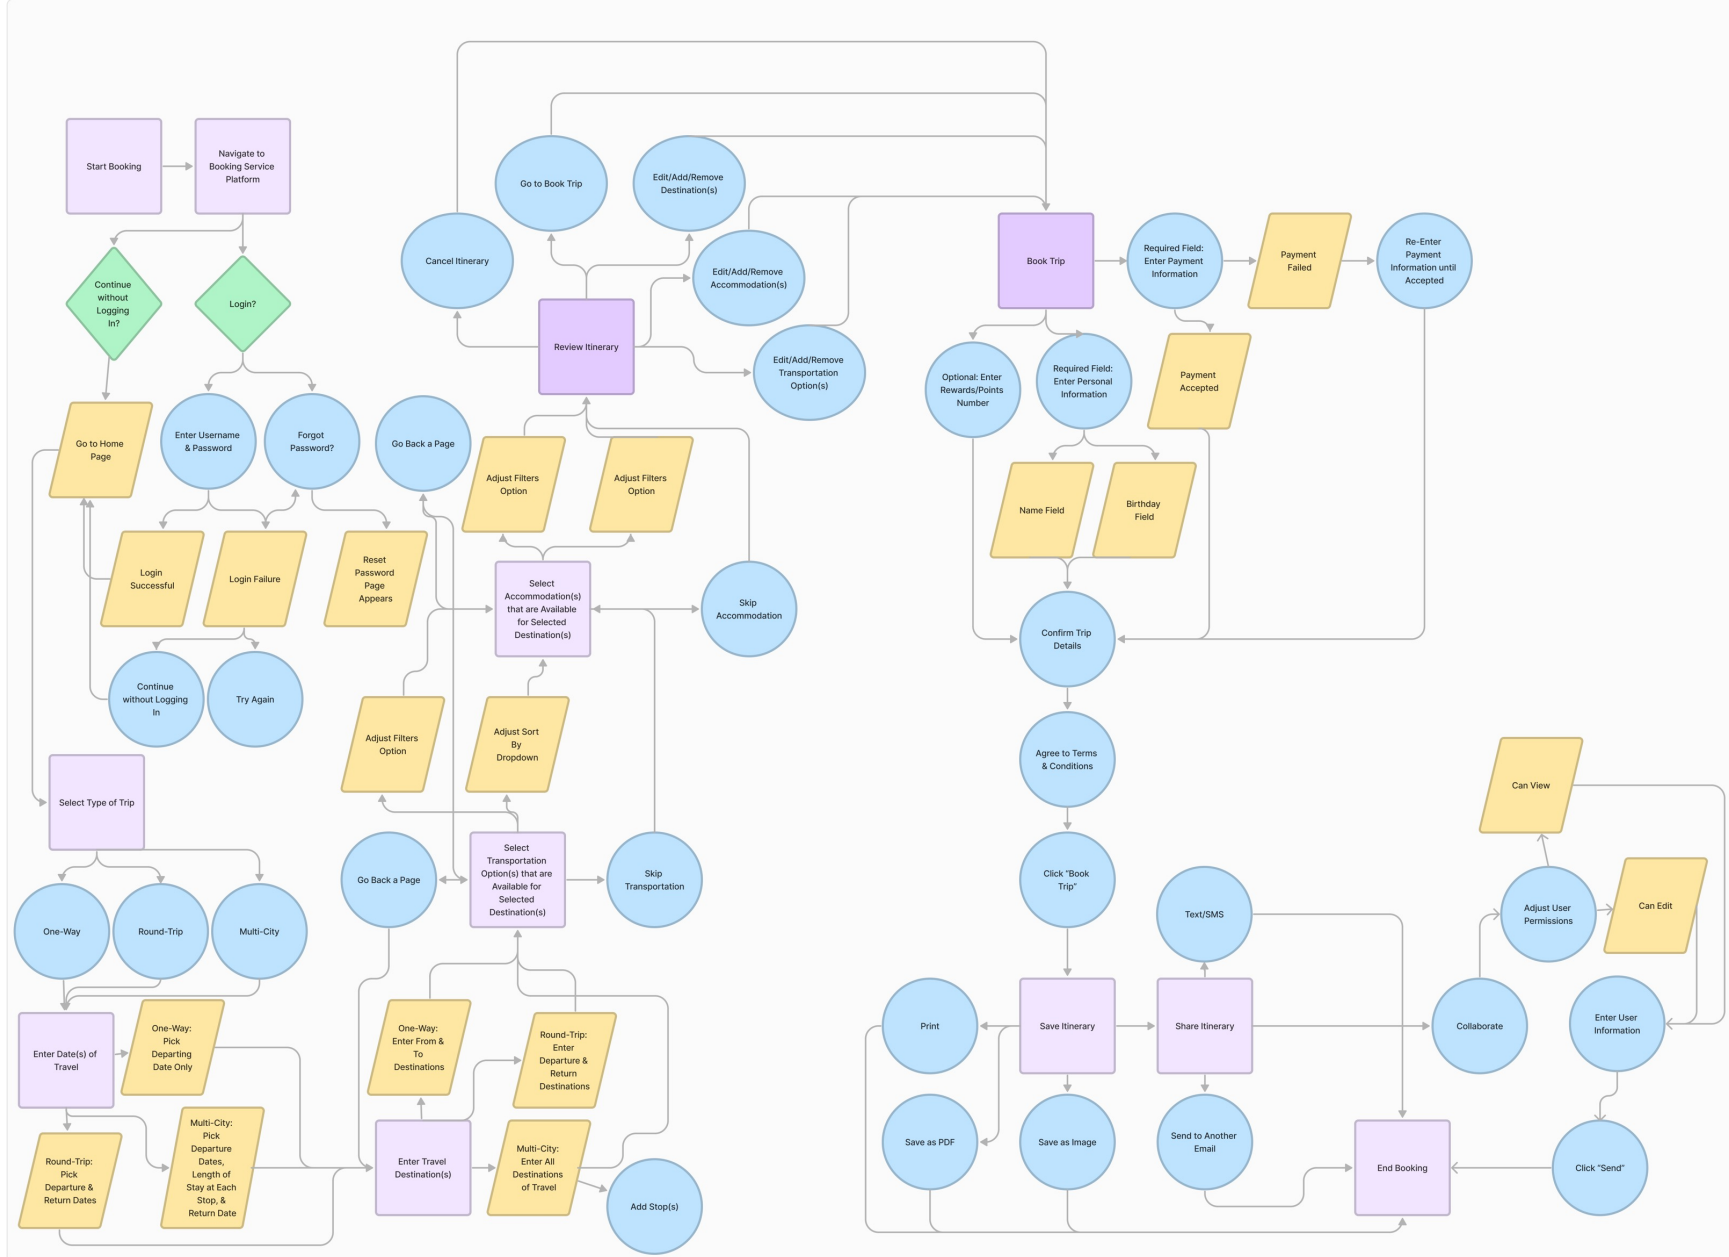 Start Booking
Navigate to
Booking Service
Platform
Continue
without
Logging
In?
Login?
Go to Home
Page
Enter Username
& Password
Forgot
Password?
Login
Successful
Login Failure
Reset
Password
Page
Appears
Continue
without Logging
In
Try Again
Select Type of Trip
One-Way
Round-Trip
Multi-City
Enter Date(s) of
Travel
One-Way:
Pick
Departing
Date Only
Round-Trip:
Pick
Departure &
Return Dates
Multi-City:
Pick
Departure
Dates,
Length of
Stay at Each
Stop, &
Return Date
Enter Travel
Destination(s)
One-Way:
Enter From &
To
Destinations
Round-Trip:
Enter
Departure &
Return
Destinations
Multi-City:
Enter All
Destinations
of Travel
Add Stop(s)
Go Back a Page
Select
Transportation
Option(s) that are
Available for
Selected
Destination(s)
Skip
Transportation
Adjust Filters
Option
Adjust Sort
By
Dropdown
Go Back a Page
Select
Accommodation(s)
that are Available
for Selected
Destination(s)
Skip
Accommodation
Adjust Filters
Option
Adjust Filters
Option
Review Itinerary
Cancel Itinerary
Go to Book Trip
Edit/Add/Remove
Destination(s)
Edit/Add/Remove
Accommodation(s)
Edit/Add/Remove
Transportation
Option(s)
Book Trip
Required Field:
Enter Payment
Information
Payment
Failed
Re-Enter
Payment
Information until
Accepted
Optional: Enter
Rewards/Points
Number
Required Field:
Enter Personal
Information
Payment
Accepted
Name Field
Birthday
Field
Confirm Trip
Details
Agree to Terms
& Conditions
Click “Book
Trip”
Save Itinerary
Print
Save as PDF
Save as Image
Share Itinerary
Text/SMS
Send to Another
Email
Collaborate
Adjust User
Permissions
Can View
Can Edit
Enter User
Information
Click “Send”
End Booking